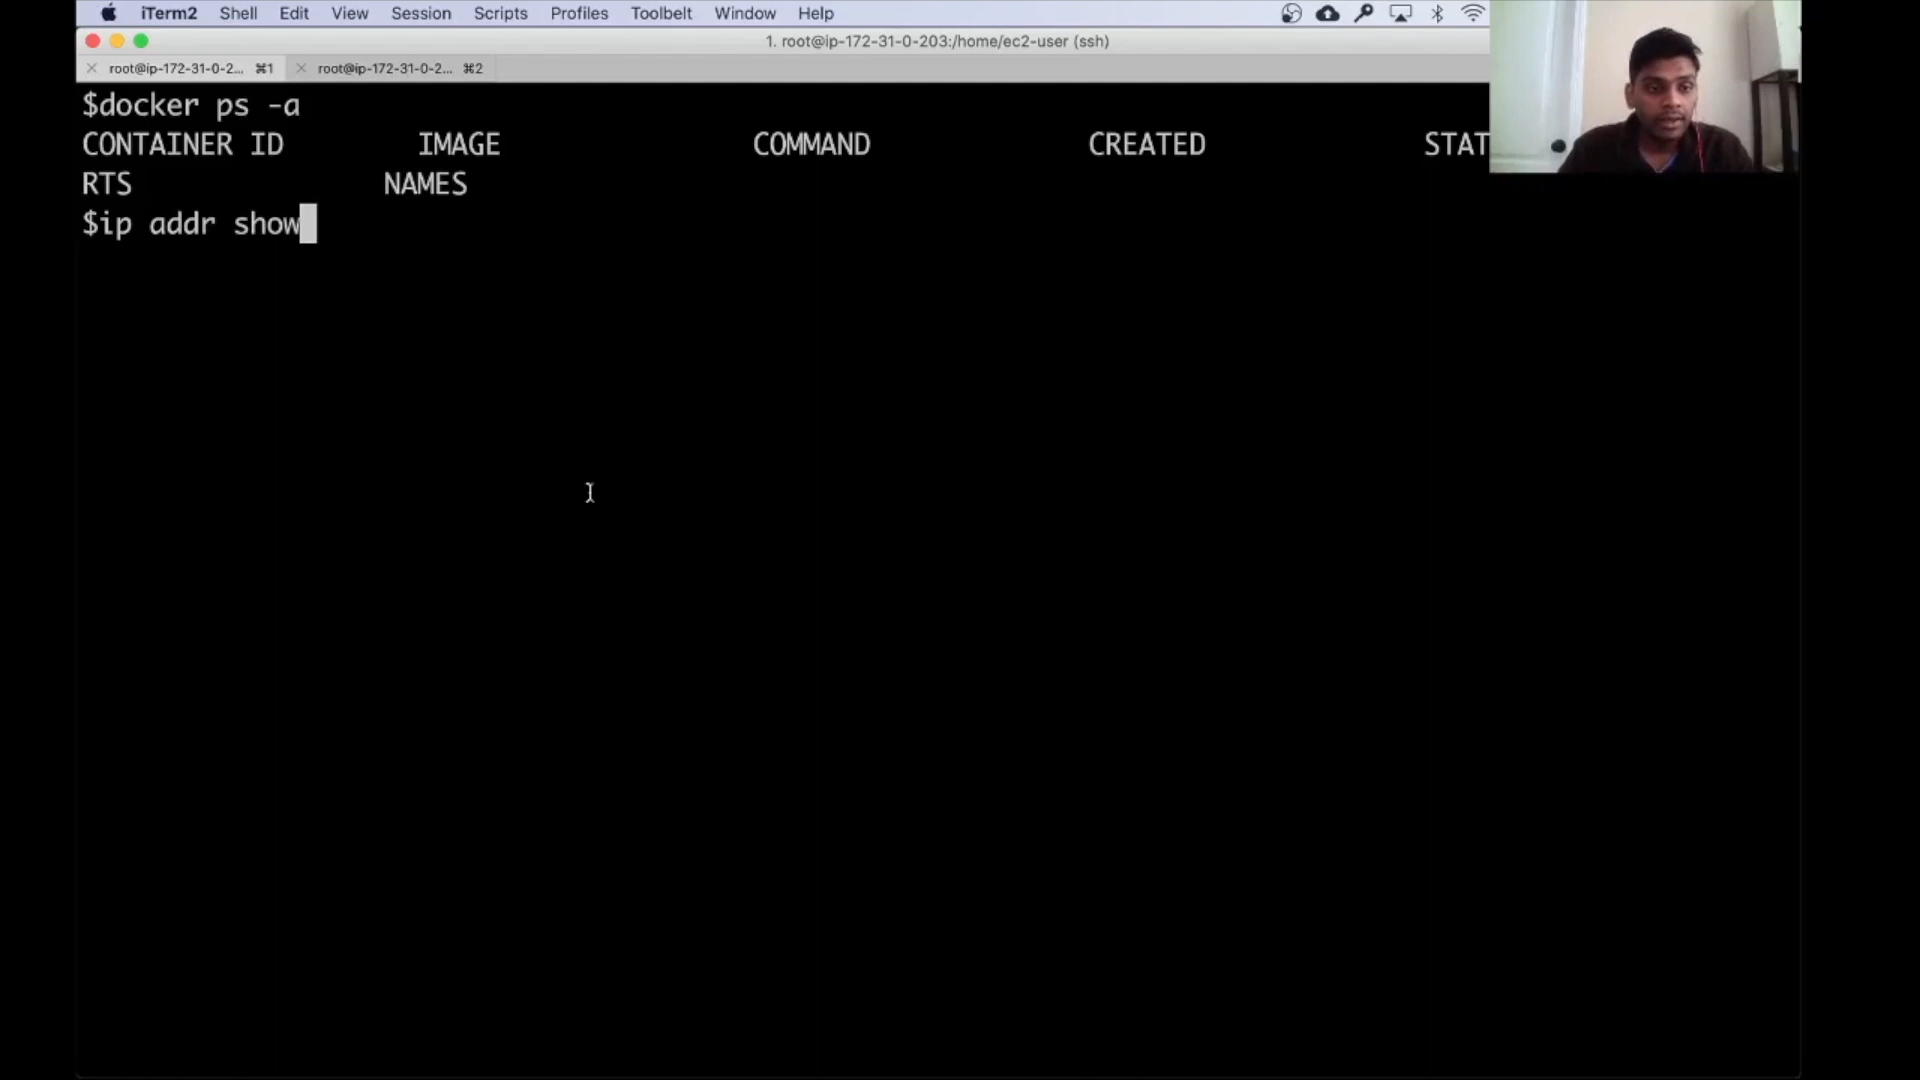 iTerm2 Shell Edit View Session Scripts Profiles Toolbelt Window Help
1. root@ip-172-31-0-203:/home/ec2-user (ssh)
root@ip-172-31-0-2... ⌘1 root@ip-172-31-0-2... ⌘2
$docker ps -a
CONTAINER ID IMAGE COMMAND CREATED STAT
RTS NAMES
$ip addr show